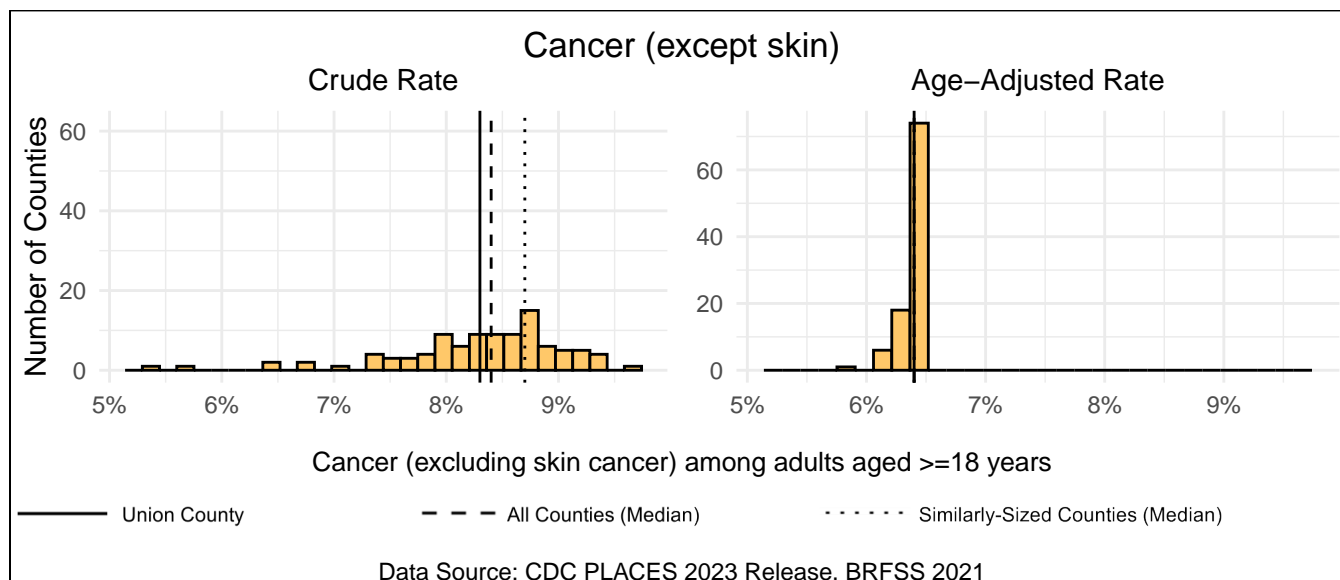 Cancer (except skin)
Crude Rate
Age−Adjusted Rate
Number of Counties
60
40
20
0
5%
6%
7%
8%
9%
60
40
20
0
5%
6%
7%
8%
9%
Cancer (excluding skin cancer) among adults aged >=18 years
Union County
All Counties (Median)
Similarly-Sized Counties (Median)
Data Source: CDC PLACES 2023 Release, BRFSS 2021